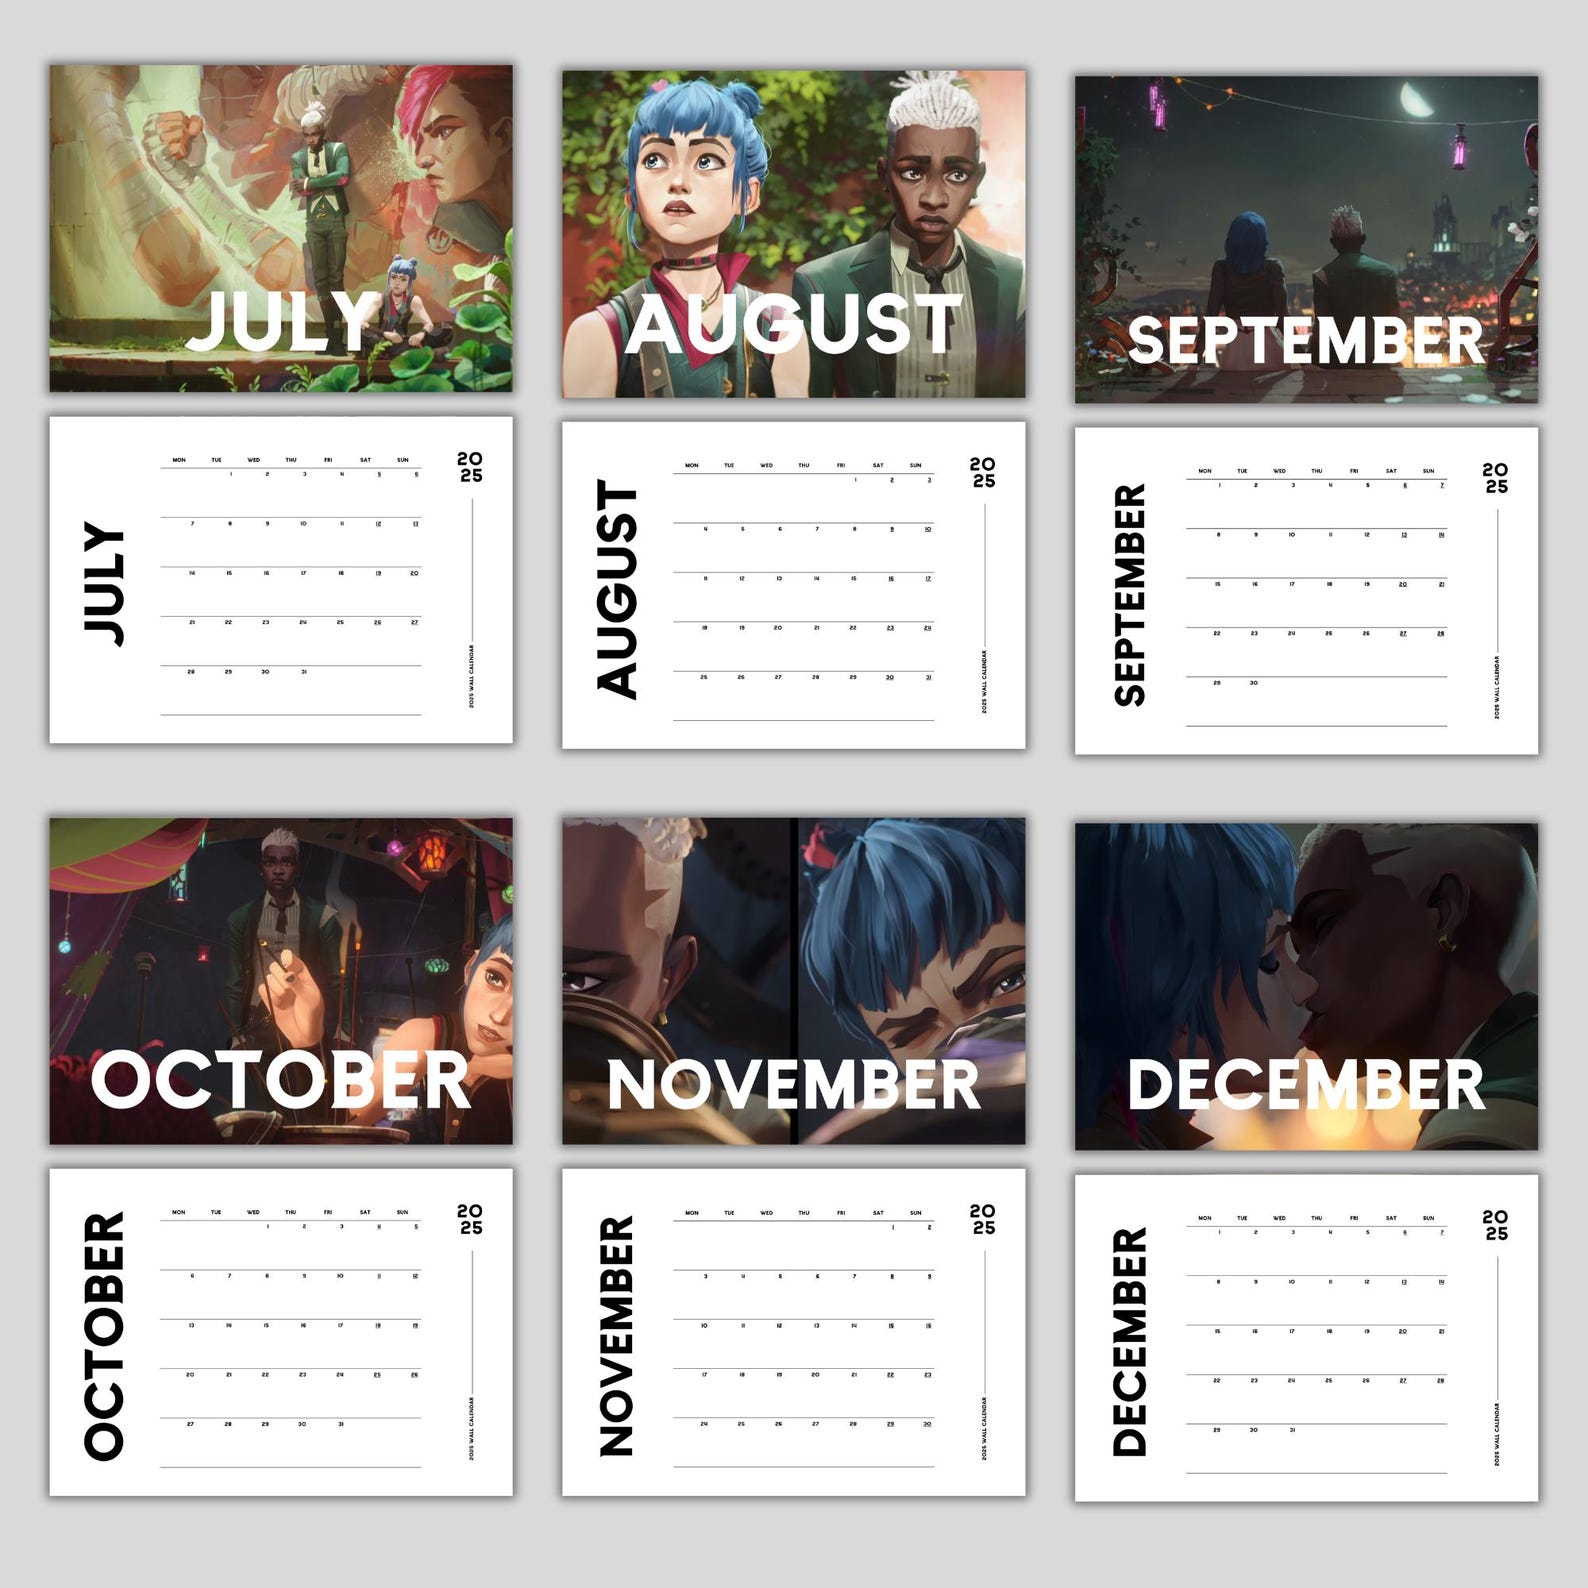 JULY
AUGUST
SEPTEMBER
JULY
MON TUE WED THU FRI SAT SUN
20
25
1 2 3 4 5 6
7 8 9 10 11 12 13
14 15 16 17 18 19 20
21 22 23 24 25 26 27
28 29 30 31
2025 WALL CALENDAR
AUGUST
MON TUE WED THU FRI SAT SUN
20
25
1 2 3
4 5 6 7 8 9 10
11 12 13 14 15 16 17
18 19 20 21 22 23 24
25 26 27 28 29 30 31
2025 WALL CALENDAR
SEPTEMBER
MON TUE WED THU FRI SAT SUN
20
25
1 2 3 4 5 6 7
8 9 10 11 12 13 14
15 16 17 18 19 20 21
22 23 24 25 26 27 28
29 30
2025 WALL CALENDAR
OCTOBER
NOVEMBER
DECEMBER
OCTOBER
MON TUE WED THU FRI SAT SUN
20
25
1 2 3 4 5
6 7 8 9 10 11 12
13 14 15 16 17 18 19
20 21 22 23 24 25 26
27 28 29 30 31
2025 WALL CALENDAR
NOVEMBER
MON TUE WED THU FRI SAT SUN
20
25
1 2
3 4 5 6 7 8 9
10 11 12 13 14 15 16
17 18 19 20 21 22 23
24 25 26 27 28 29 30
2025 WALL CALENDAR
DECEMBER
MON TUE WED THU FRI SAT SUN
20
25
1 2 3 4 5 6 7
8 9 10 11 12 13 14
15 16 17 18 19 20 21
22 23 24 25 26 27 28
29 30 31
2025 WALL CALENDAR